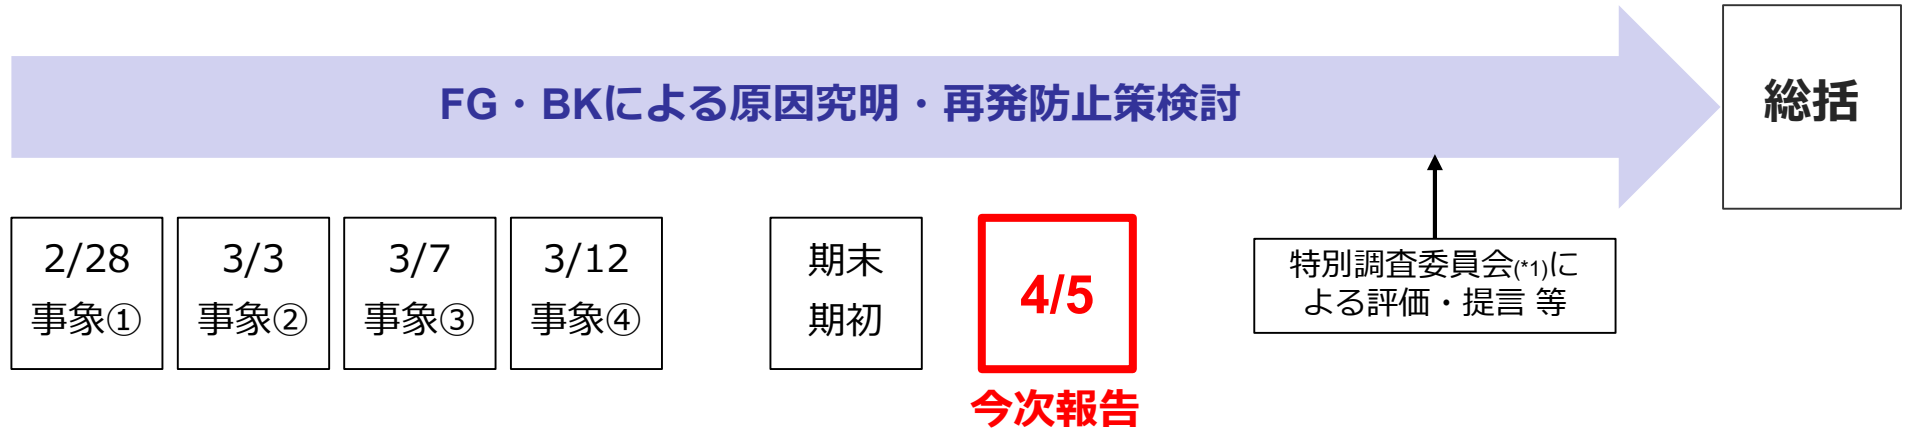 FG・BKによる原因究明・再発防止策検討
総括
2/28
事象①
3/3
事象②
3/7
事象③
3/12
事象④
期末
期初
4/5
今次報告
特別調査委員会(*1)に
よる評価・提言 等